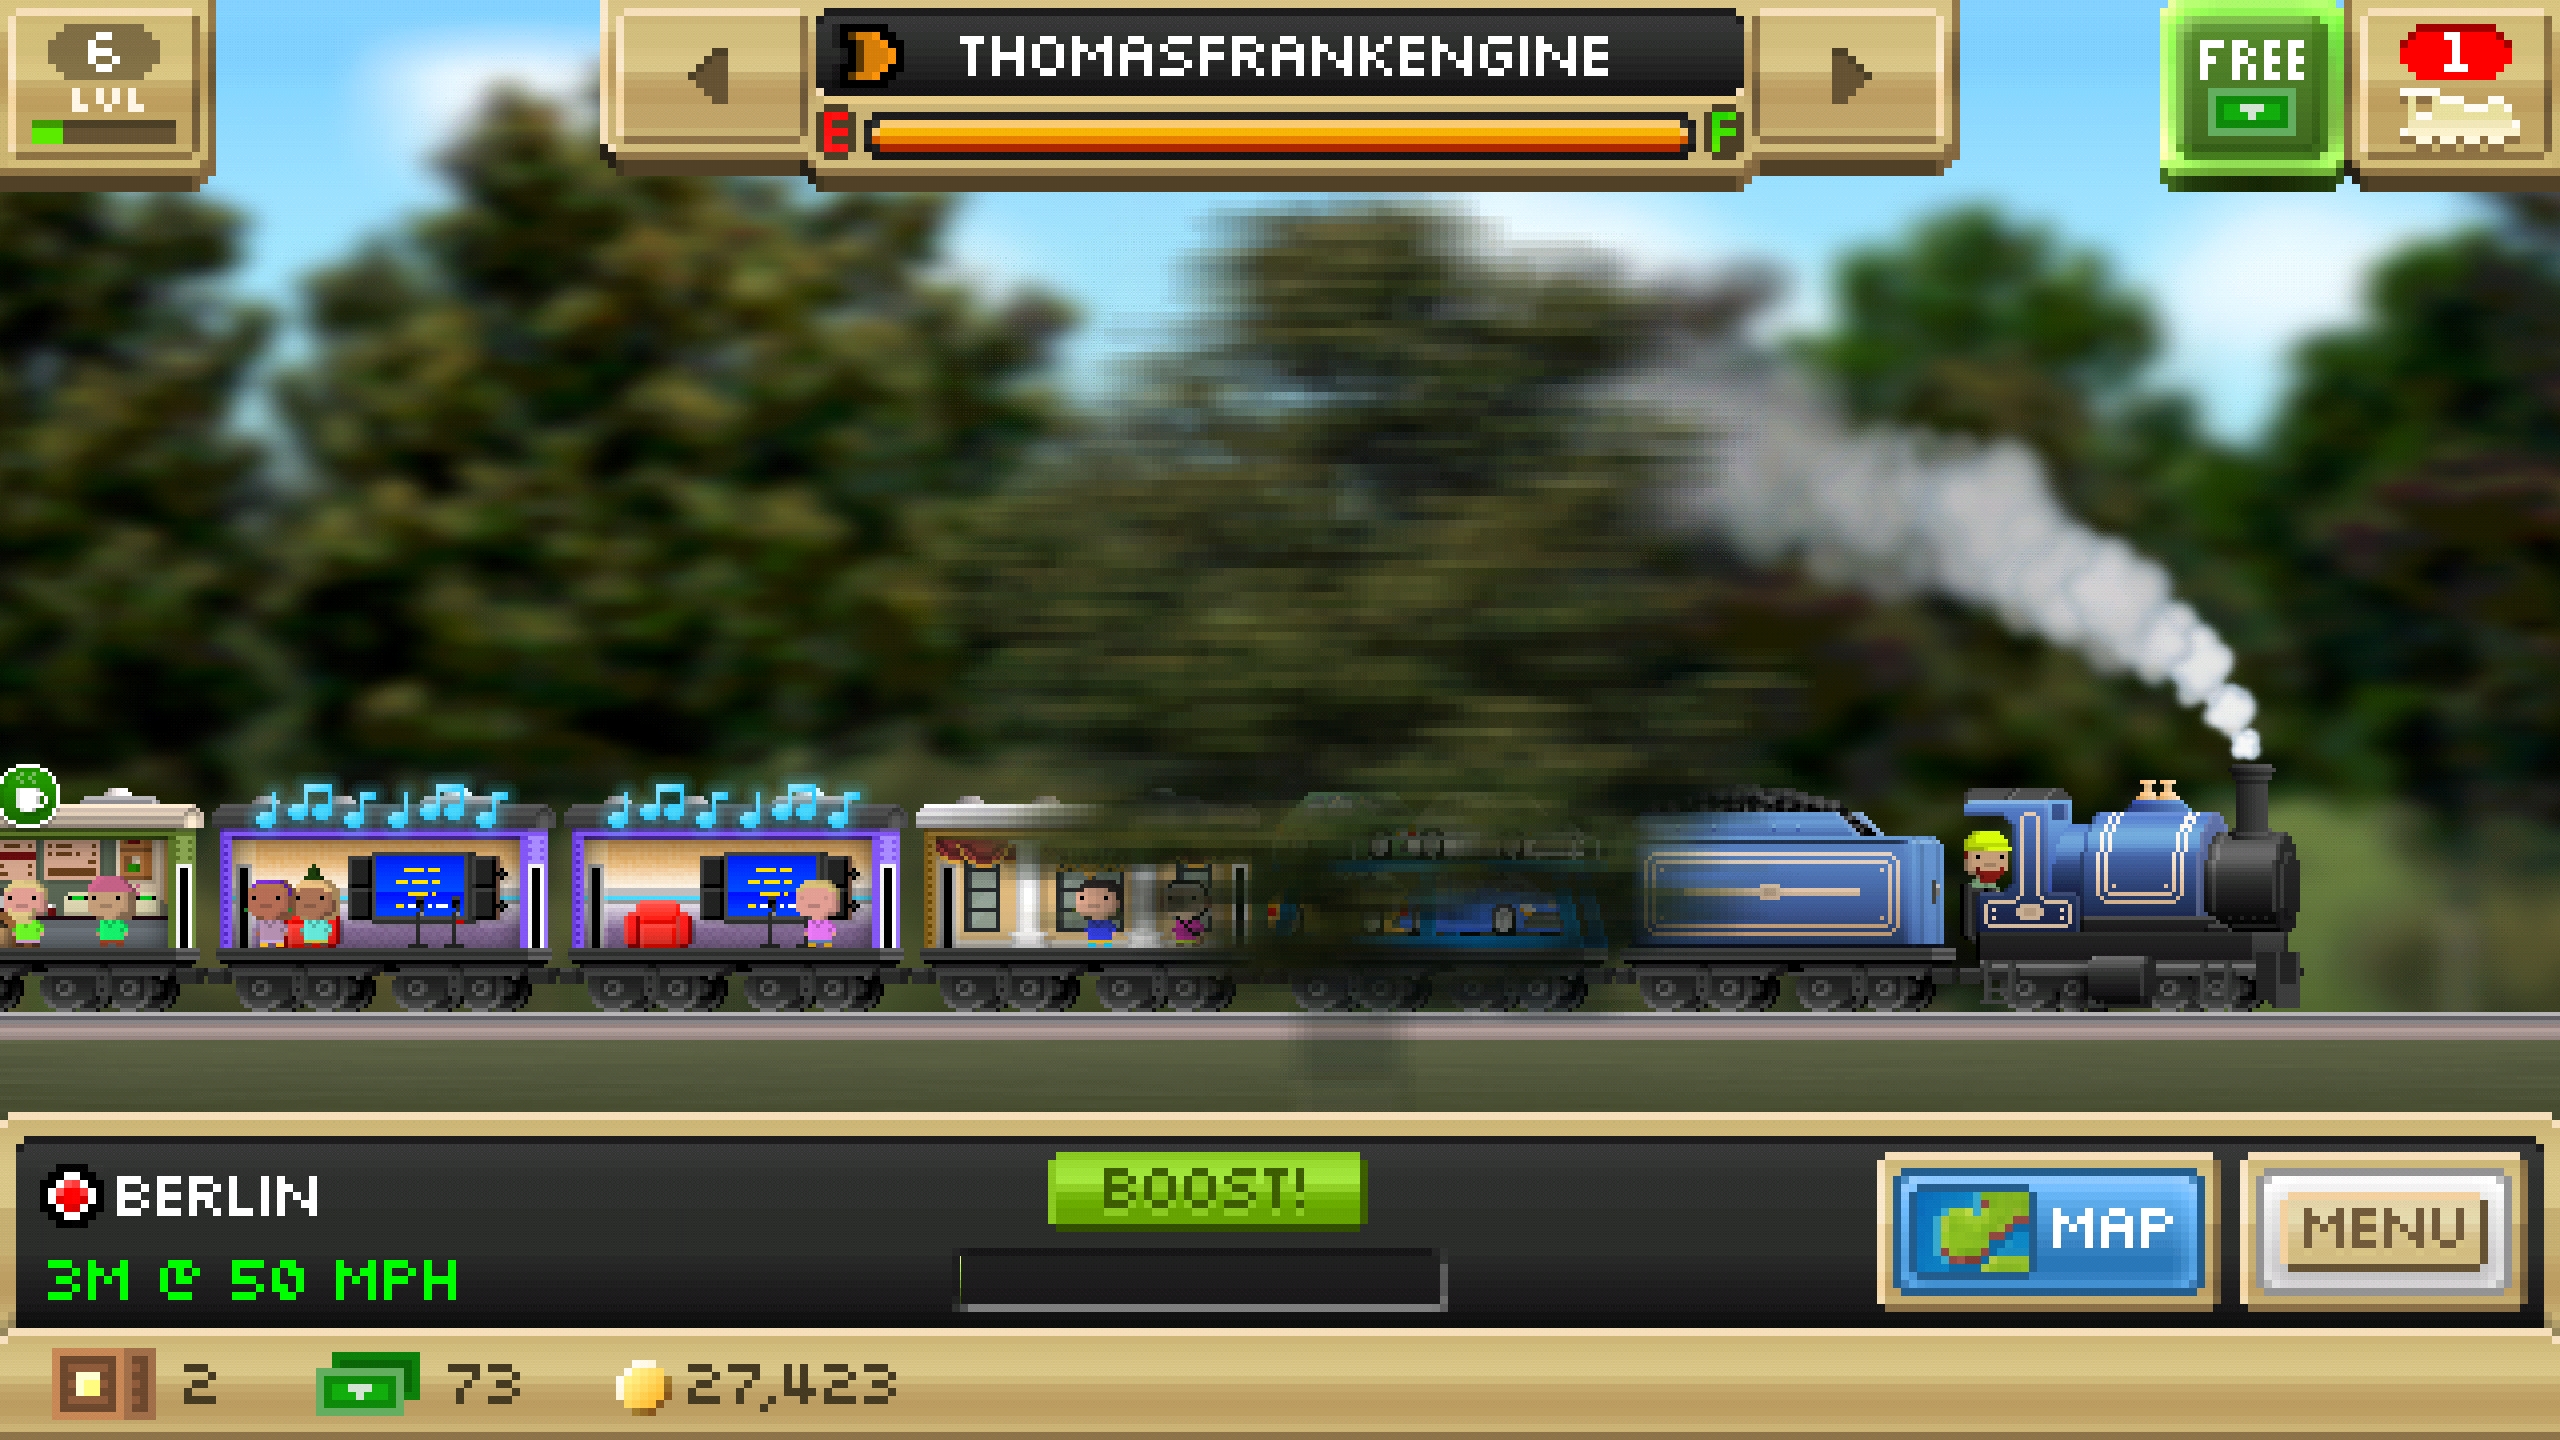 6
LVL
THOMASFRANKENGINE
E F
FREE
1
BERLIN
BOOST!
3M @ 50 MPH
MAP
MENU
2 73 27,423